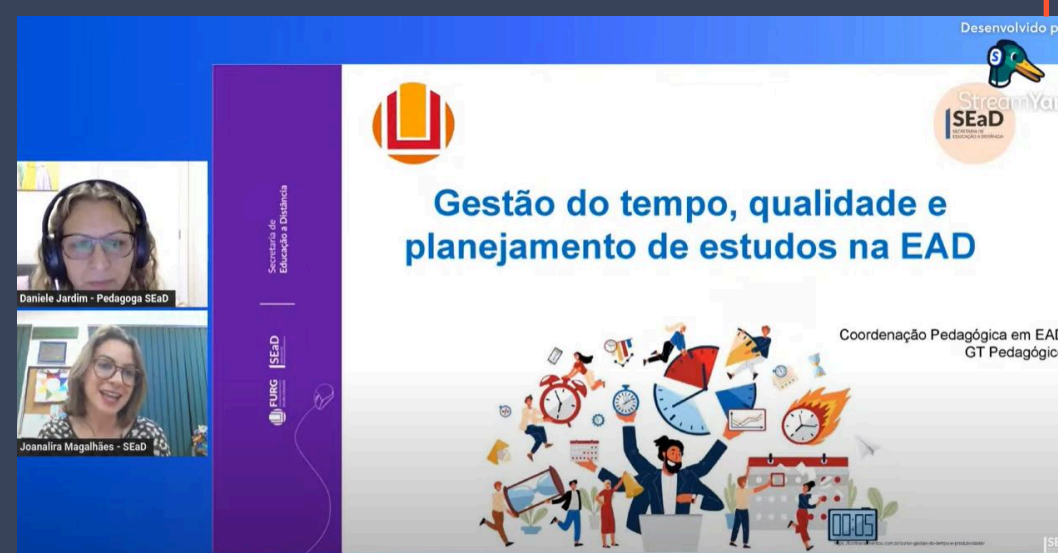 Desenvolvido p
StreamYar
SEaD
SECRETARIA DE
EDUCAÇÃO A DISTÂNCIA
Gestão do tempo, qualidade e
planejamento de estudos na EAD
Coordenação Pedagógica em EAD
GT Pedagógico
Secretaria de
Educação a Distância
FURG
SEaD
Daniele Jardim - Pedagoga SEaD
Joanalira Magalhães - SEaD
00:05